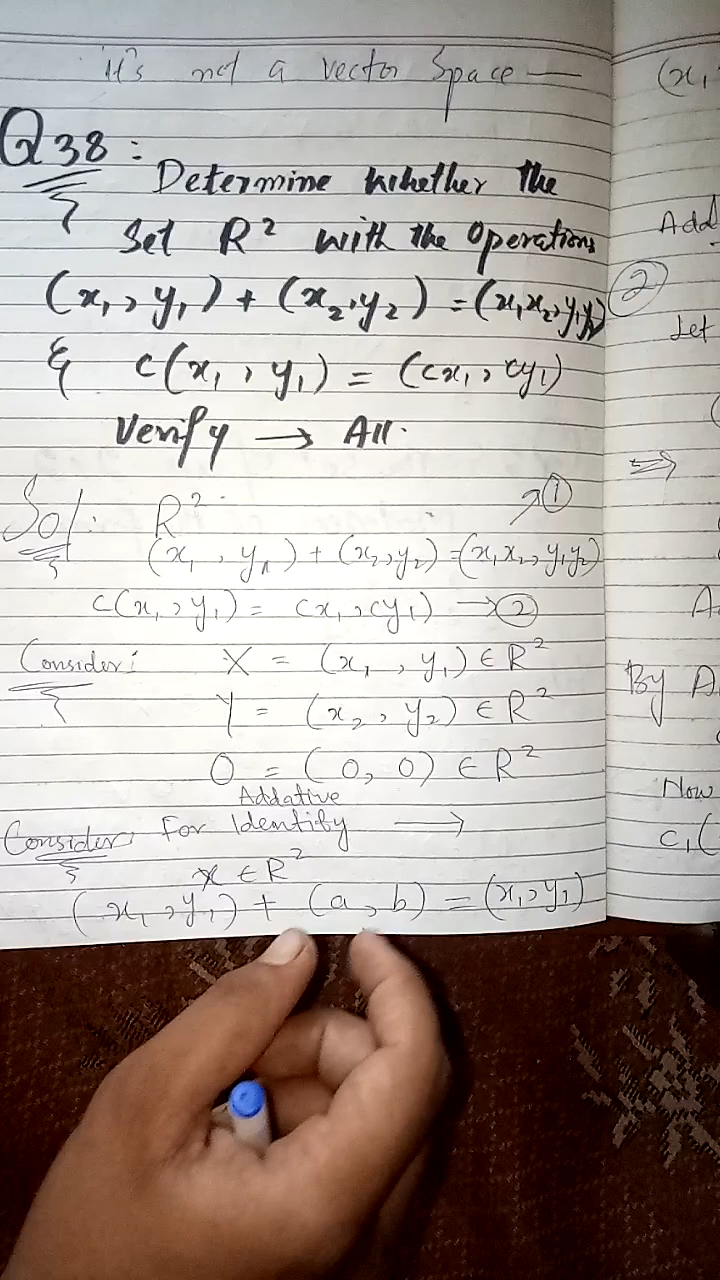 it's not a vector Space —
Q38:
Determine whether the
Set R² with the Operations
(x₁, y₁) + (x₂, y₂) = (x₁x₂, y₁y₂)
& c(x₁, y₁) = (cx₁, cy₁)
Verify → All.
Sol: R²
→①
(x₁, y₁) + (x₂, y₂) = (x₁x₂, y₁y₂)
c(x₁, y₁) = cx₁, cy₁) →②
Consider: X = (x₁, y₁) ∈ R²
Y = (x₂, y₂) ∈ R²
O = (0, 0) ∈ R²
Addative
Consider, For Identity →
x ∈ R²
(x₁, y₁) + (a, b) = (x₁, y₁)
(x₁
Add
②
Let
⇒
A
By A
Now
c₁(